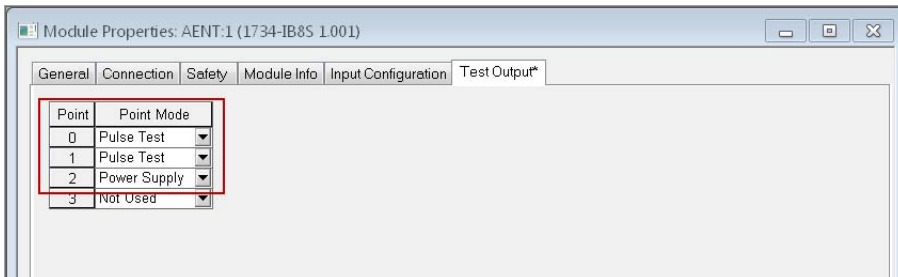 Module Properties: AENT:1 (1734-IB8S 1.001)
General Connection Safety Module Info Input Configuration Test Output*
Point Point Mode
0 Pulse Test
1 Pulse Test
2 Power Supply
3 Not Used